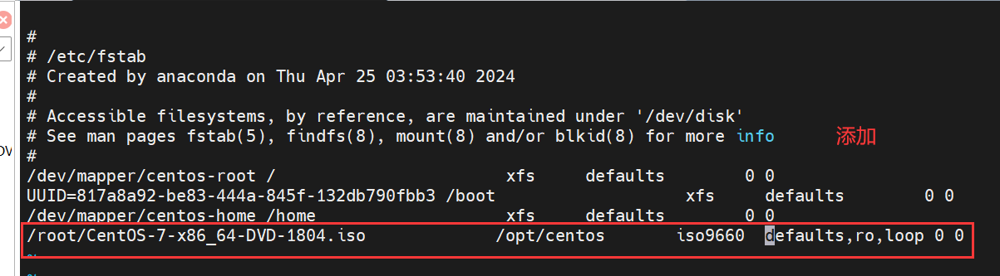 #
# /etc/fstab
# Created by anaconda on Thu Apr 25 03:53:40 2024
#
# Accessible filesystems, by reference, are maintained under '/dev/disk'
# See man pages fstab(5), findfs(8), mount(8) and/or blkid(8) for more info 添加
#
/dev/mapper/centos-root / xfs defaults 0 0
UUID=817a8a92-be83-444a-845f-132db790fbb3 /boot xfs defaults 0 0
/dev/mapper/centos-home /home xfs defaults 0 0
/root/CentOS-7-x86_64-DVD-1804.iso /opt/centos iso9660 defaults,ro,loop 0 0